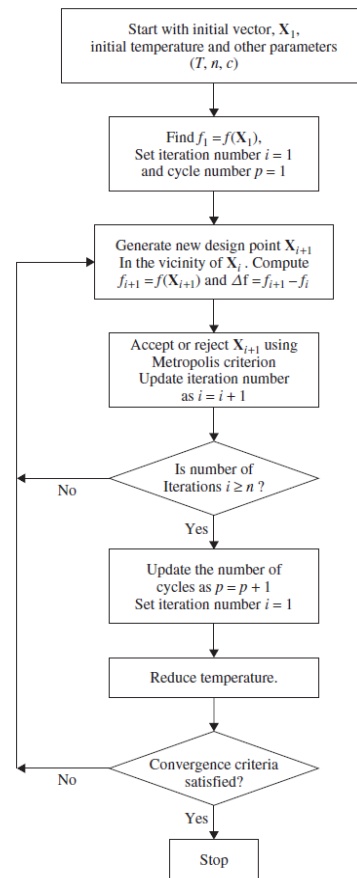 Start with initial vector, X₁,
initial temperature and other parameters
(T, n, c)
Find f₁ = f(X₁),
Set iteration number i = 1
and cycle number p = 1
Generate new design point Xᵢ₊₁
In the vicinity of Xᵢ . Compute
fᵢ₊₁ = f(Xᵢ₊₁) and Δf = fᵢ₊₁ – fᵢ
Accept or reject Xᵢ₊₁ using
Metropolis criterion
Update iteration number
as i = i + 1
Is number of
Iterations i ≥ n ?
No
Yes
Update the number of
cycles as p = p + 1
Set iteration number i = 1
Reduce temperature.
Convergence criteria
satisfied?
No
Yes
Stop